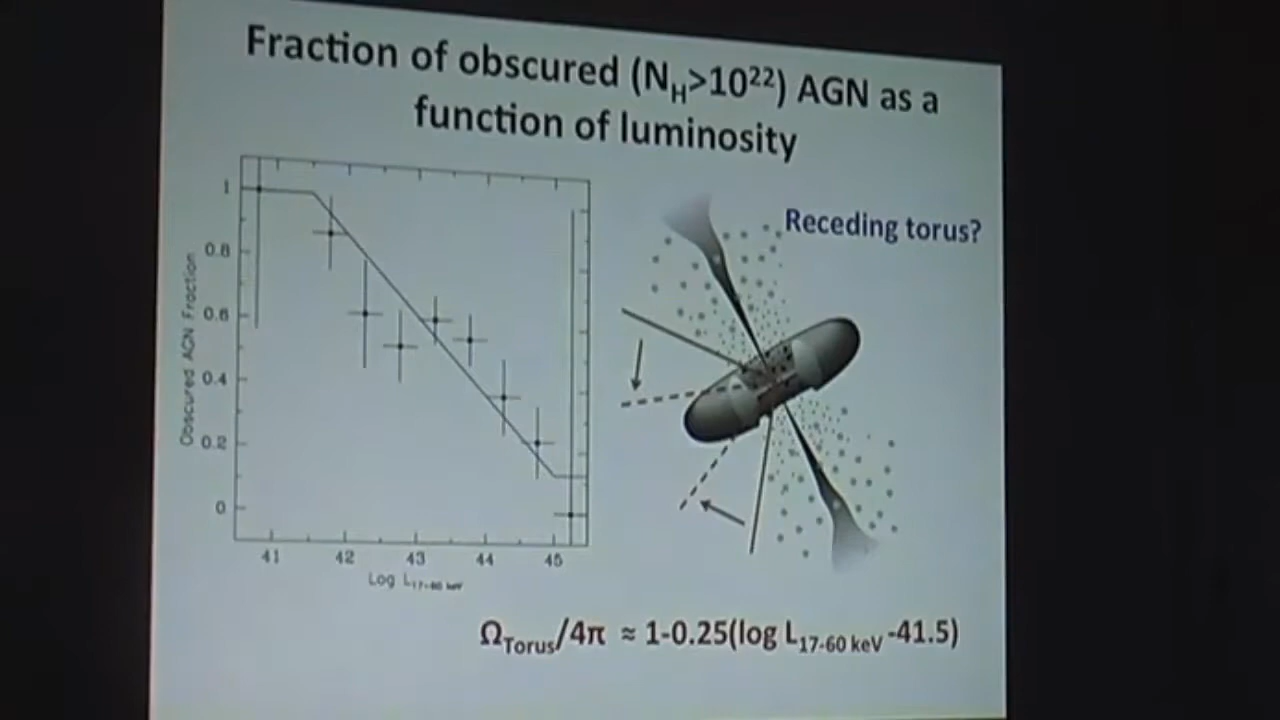 Fraction of obscured (N_H>10²²) AGN as a
function of luminosity
Receding torus?
1
0.8
0.6
0.4
0.2
0
Obscured AGN Fraction
41 42 43 44 45
Log L17-60 keV
ΩTorus/4π ≈ 1-0.25(log L17-60 keV -41.5)